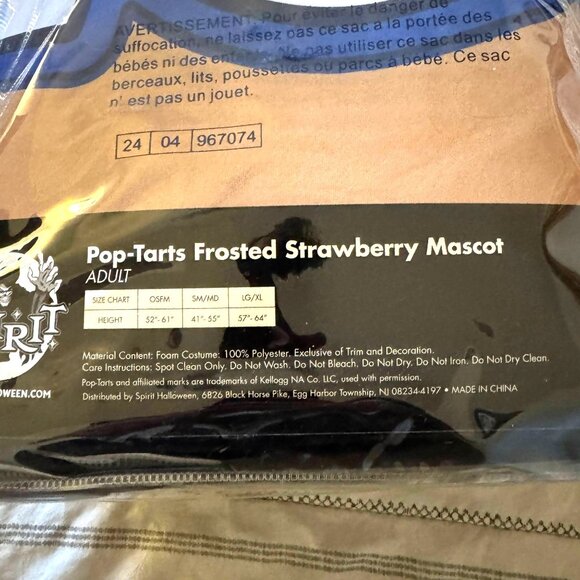 AVERTISSEMENT: Pour éviter le danger de
suffocation, ne laissez pas ce sac a la portée des
bébés ni des enfants. Ne pas utiliser ce sac dans les
berceaux, lits, poussettes ou parcs à bébé. Ce sac
n' est pas un jouet.
24 04 967074
Pop-Tarts Frosted Strawberry Mascot
ADULT
SIZE CHART OSFM SM/MD LG/XL
HEIGHT 52"- 61" 41"- 55" 57"- 64"
RIT
OWEEN.COM
Material Content: Foam Costume: 100% Polyester. Exclusive of Trim and Decoration.
Care Instructions: Spot Clean Only. Do Not Wash. Do Not Bleach. Do Not Dry. Do Not Iron. Do Not Dry Clean.
Pop-Tarts and affiliated marks are trademarks of Kellogg NA Co. LLC, used with permission.
Distributed by Spirit Halloween, 6826 Black Horse Pike, Egg Harbor Township, NJ 08234-4197 • MADE IN CHINA